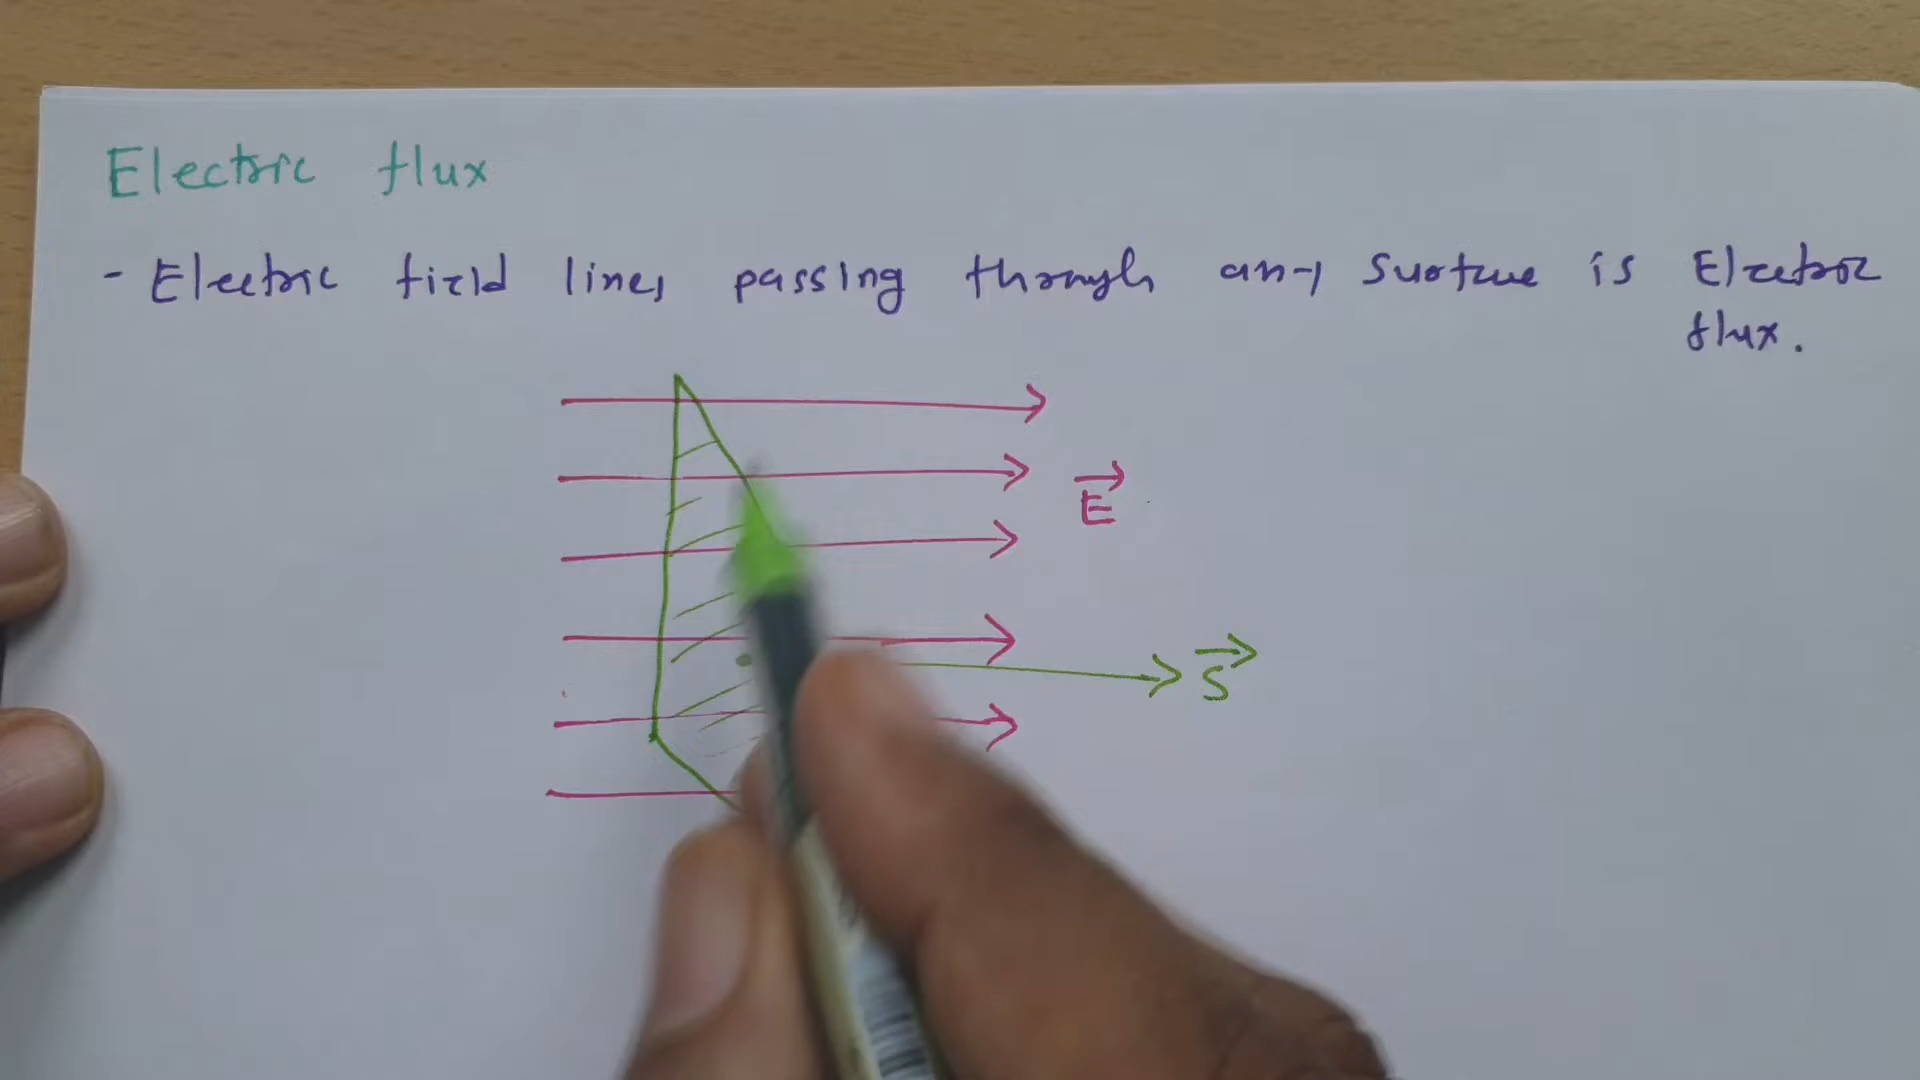 Electric flux
- Electric field lines passing through any surface is Electric
flux.
E
S